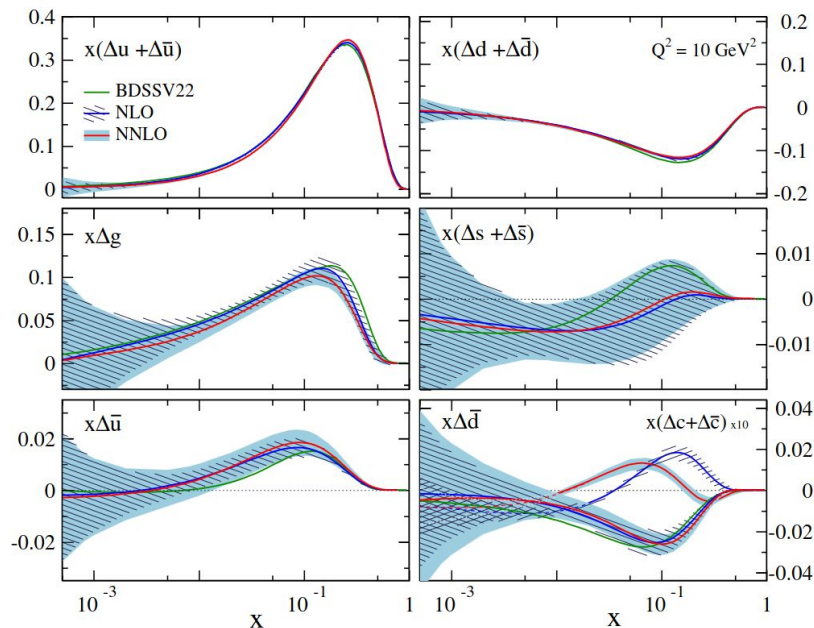 0.4
x(Δu + Δū)
0.3
BDSSV22
0.2
NLO
NNLO
0.1
0
x(Δd + Δd̄)
Q² = 10 GeV²
0.2
0.1
0
-0.1
-0.2
0.15
xΔg
0.1
0.05
0
x(Δs + Δs̄)
0.01
0
-0.01
xΔū
0.02
0
-0.02
xΔd̄
x(Δc+Δc̄) x10
0.04
0.02
0
-0.02
-0.04
10⁻³
10⁻¹
1
x
10⁻³
10⁻¹
1
x